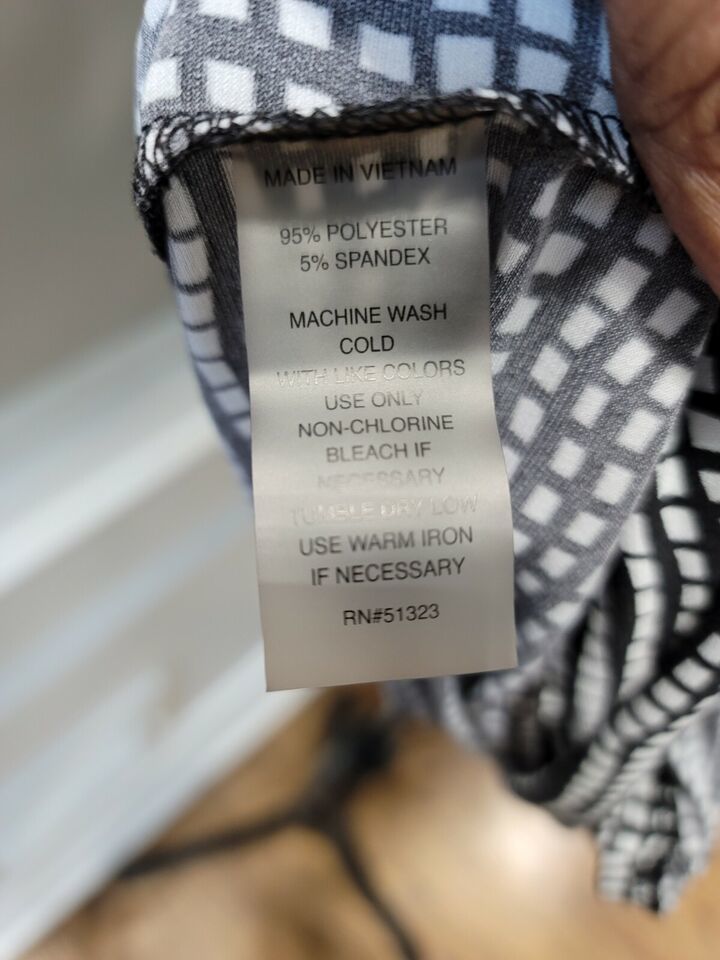 MADE IN VIETNAM
95% POLYESTER
5% SPANDEX
MACHINE WASH
COLD
WITH LIKE COLORS
USE ONLY
NON-CHLORINE
BLEACH IF
NECESSARY
TUMBLE DRY LOW
USE WARM IRON
IF NECESSARY
RN#51323